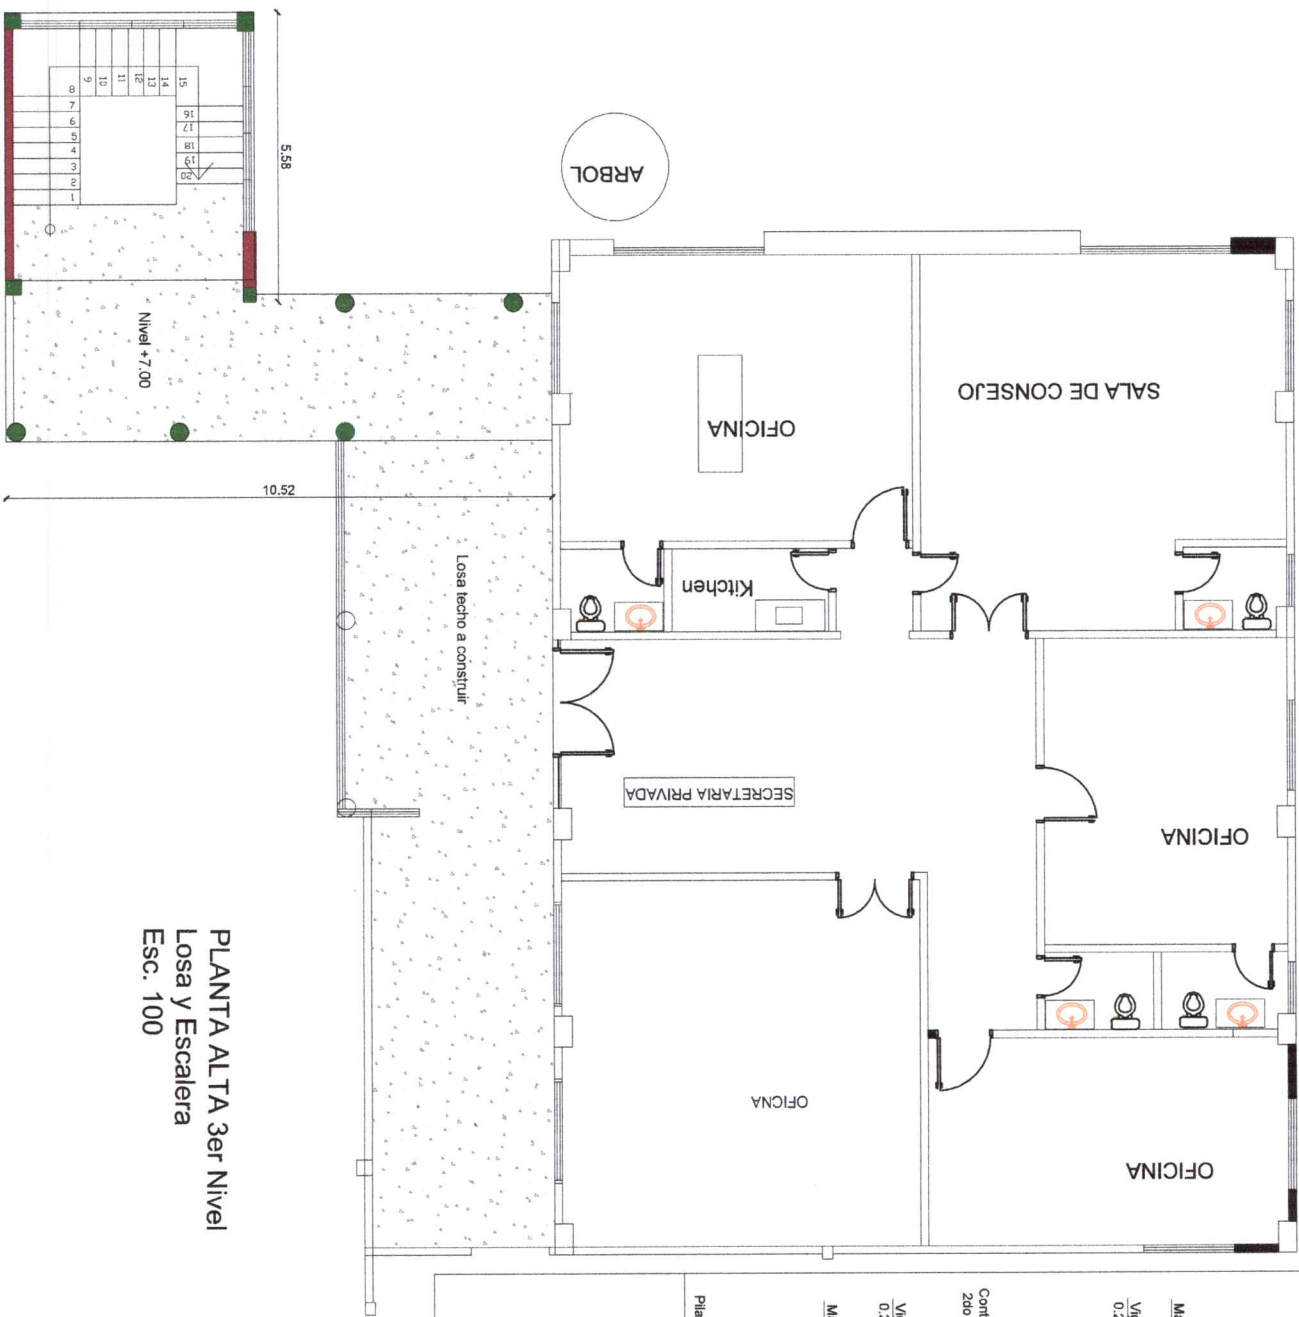 9
10
11
12
13
14
15
8
7
6
5
4
3
2
1
16
17
18
19
20
5.58
ARBOL
Nivel +7.00
10.52
OFICINA
SALA DE CONSEJO
Kitchen
Losa techo a construir
SECRETARIA PRIVADA
OFICINA
OFICNA
OFICINA
PLANTA ALTA 3er Nivel
Losa y Escalera
Esc. 100
2do